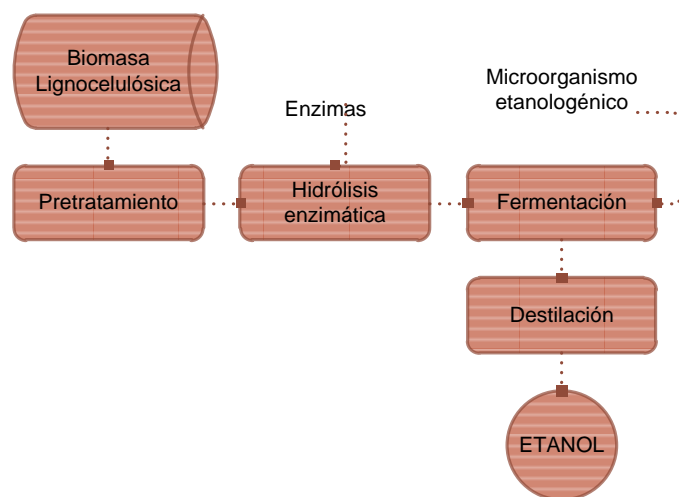 Biomasa
Lignocelulósica
Enzimas
Microorganismo
etanologénico
Pretratamiento
Hidrólisis
enzimática
Fermentación
Destilación
ETANOL